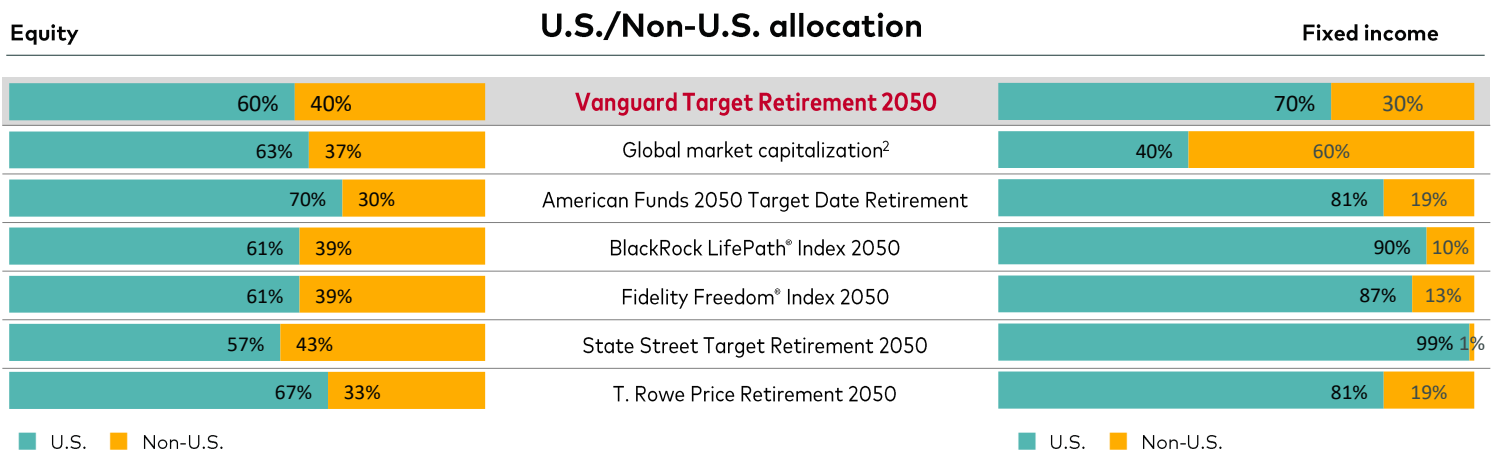 Equity U.S./Non-U.S. allocation Fixed income
60% 40% Vanguard Target Retirement 2050 70% 30%
63% 37% Global market capitalization² 40% 60%
70% 30% American Funds 2050 Target Date Retirement 81% 19%
61% 39% BlackRock LifePath® Index 2050 90% 10%
61% 39% Fidelity Freedom® Index 2050 87% 13%
57% 43% State Street Target Retirement 2050 99% 1%
67% 33% T. Rowe Price Retirement 2050 81% 19%
U.S. Non-U.S. U.S. Non-U.S.